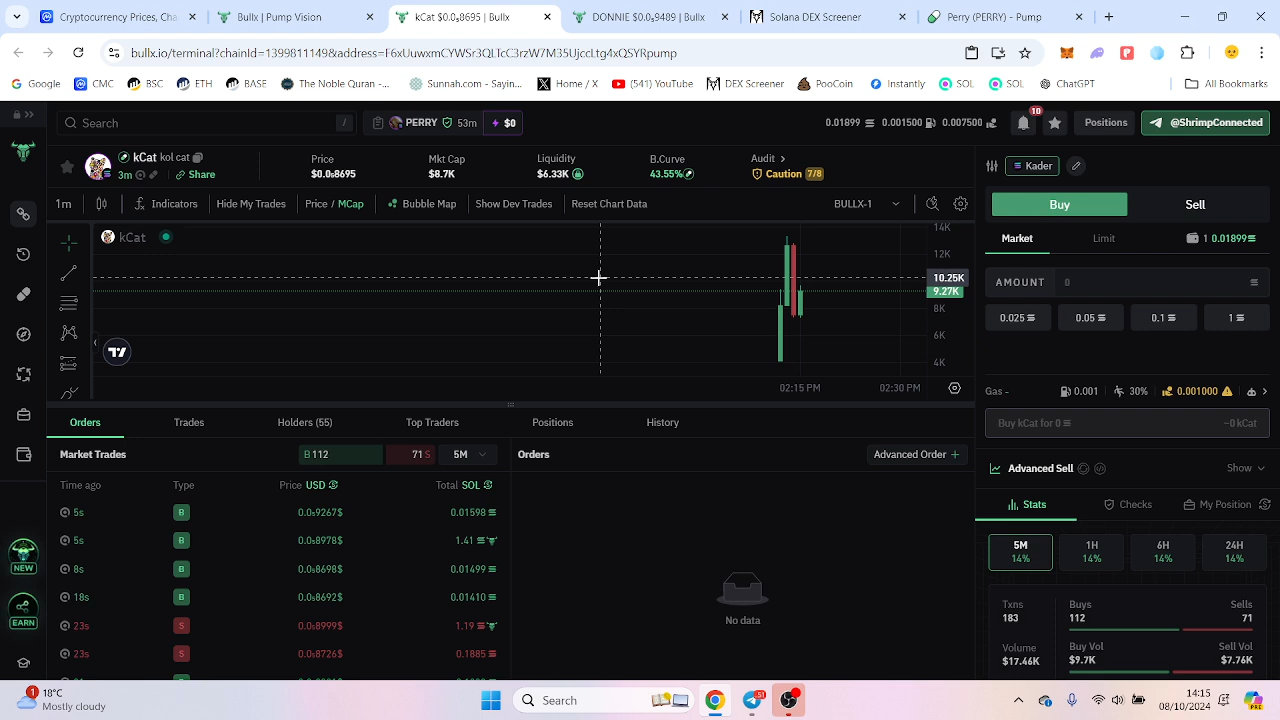 Cryptocurrency Prices, Cha
Bullx | Pump Vision
kCat $0.0₅8695 | Bullx
DONNIE $0.0₅9489 | Bullx
Solana DEX Screener
Perry (PERRY) - Pump
bullx.io/terminal?chainId=1399811149&address=F6xUuwxmCYWSr3QLTcC3rzW7M35UjcdLtg4xQSYRpump
Google CMC BSC ETH BASE The Noble Quran -... Sunnah.com - Sayin... Home / X (541) YouTube DEX Screener PooCoin Instantly SOL SOL ChatGPT All Bookmarks
Search / PERRY 53m $0 0.01899 0.001500 0.007500 10 Positions @ShrimpConnected
kCat kol cat
3m Share
Price
$0.0₅8695
Mkt Cap
$8.7K
Liquidity
$6.33K
B.Curve
43.55%
Audit
Caution 7/8
Kader
1m Indicators Hide My Trades Price / MCap Bubble Map Show Dev Trades Reset Chart Data BULLX-1
Buy Sell
kCat
14K
12K
10.25K
9.27K
8K
6K
4K
02:15 PM 02:30 PM
Market Limit 1 0.01899
AMOUNT 0
0.025 0.05 0.1 1
Gas - 0.001 30% 0.001000
Buy kCat for 0 ~0 kCat
Orders Trades Holders (55) Top Traders Positions History
Market Trades B 112 71 S 5M
Orders Advanced Order +
Advanced Sell Show
Time ago Type Price USD Total SOL
5s B 0.0₅9267$ 0.01598
5s B 0.0₅8978$ 1.41
8s B 0.0₅8698$ 0.01499
18s B 0.0₅8692$ 0.01410
23s S 0.0₅8999$ 1.19
23s S 0.0₅8726$ 0.1885
No data
Stats Checks My Position
5M 1H 6H 24H
14% 14% 14% 14%
Txns Buys Sells
183 112 71
Volume Buy Vol Sell Vol
$17.46K $9.7K $7.76K
NEW
EARN
1
18°C
Mostly cloudy
Search
51
PRE
14:15
08/10/2024